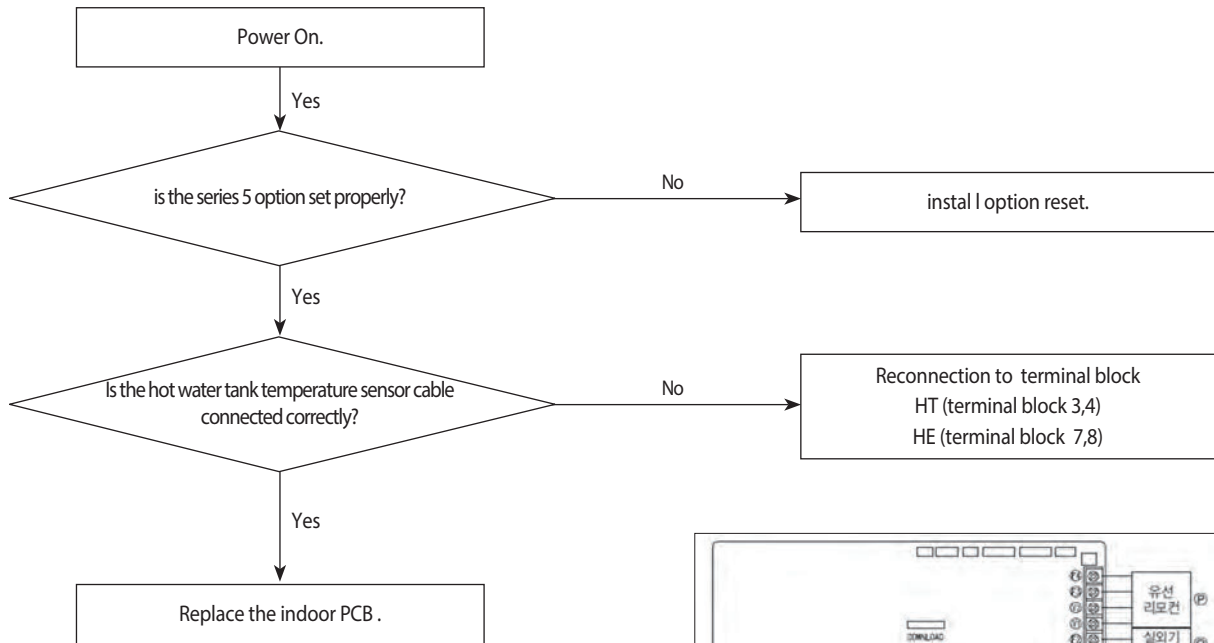 Power On.
Yes
is the series 5 option set properly?
No
instal l option reset.
Yes
Is the hot water tank temperature sensor cable
connected correctly?
No
Reconnection to terminal block
HT (terminal block 3,4)
HE (terminal block 7,8)
Yes
Replace the indoor PCB .
DOWNLOAD
유선
리모컨
실외기